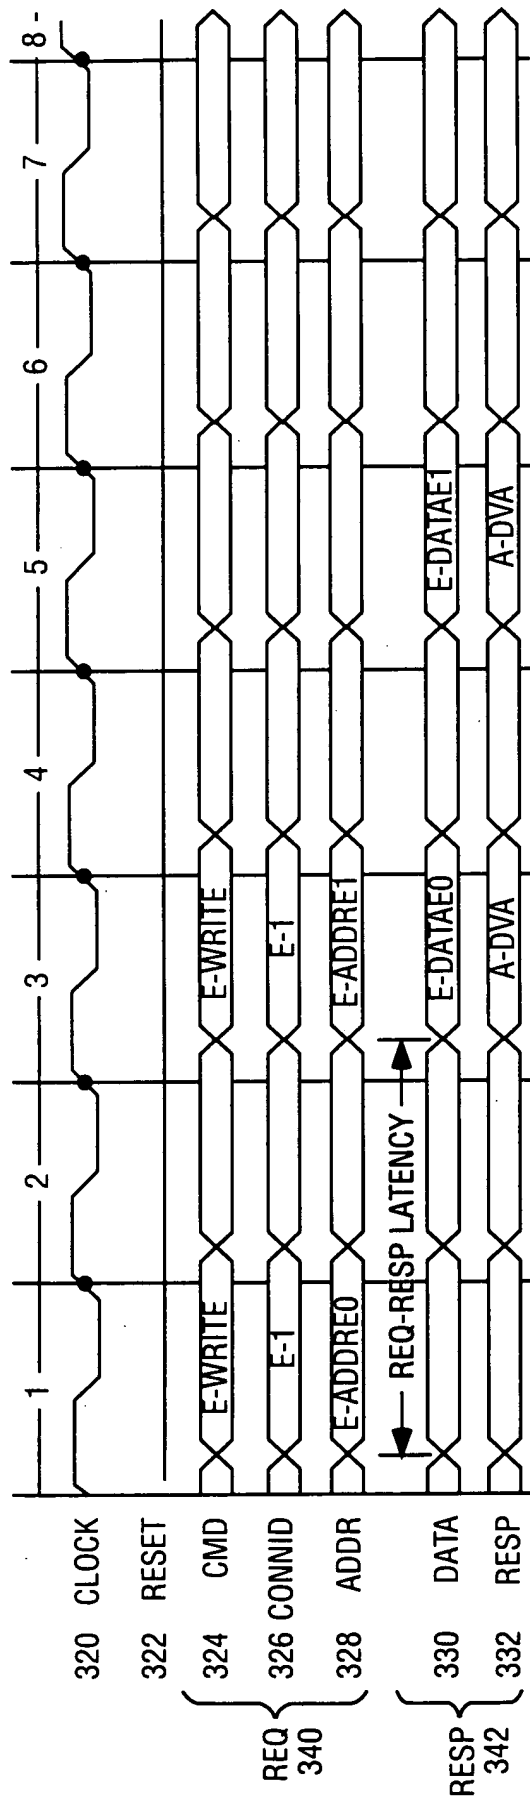 1 2 3 4 5 6 7 8
320 CLOCK
322 RESET
324 CMD E-WRITE E-WRITE
326 CONNID E-1 E-1
328 ADDR E-ADDRE0 E-ADDRE1
REQ
340
REQ-RESP LATENCY
330 DATA E-DATAE0 E-DATAE1
332 RESP A-DVA A-DVA
RESP
342